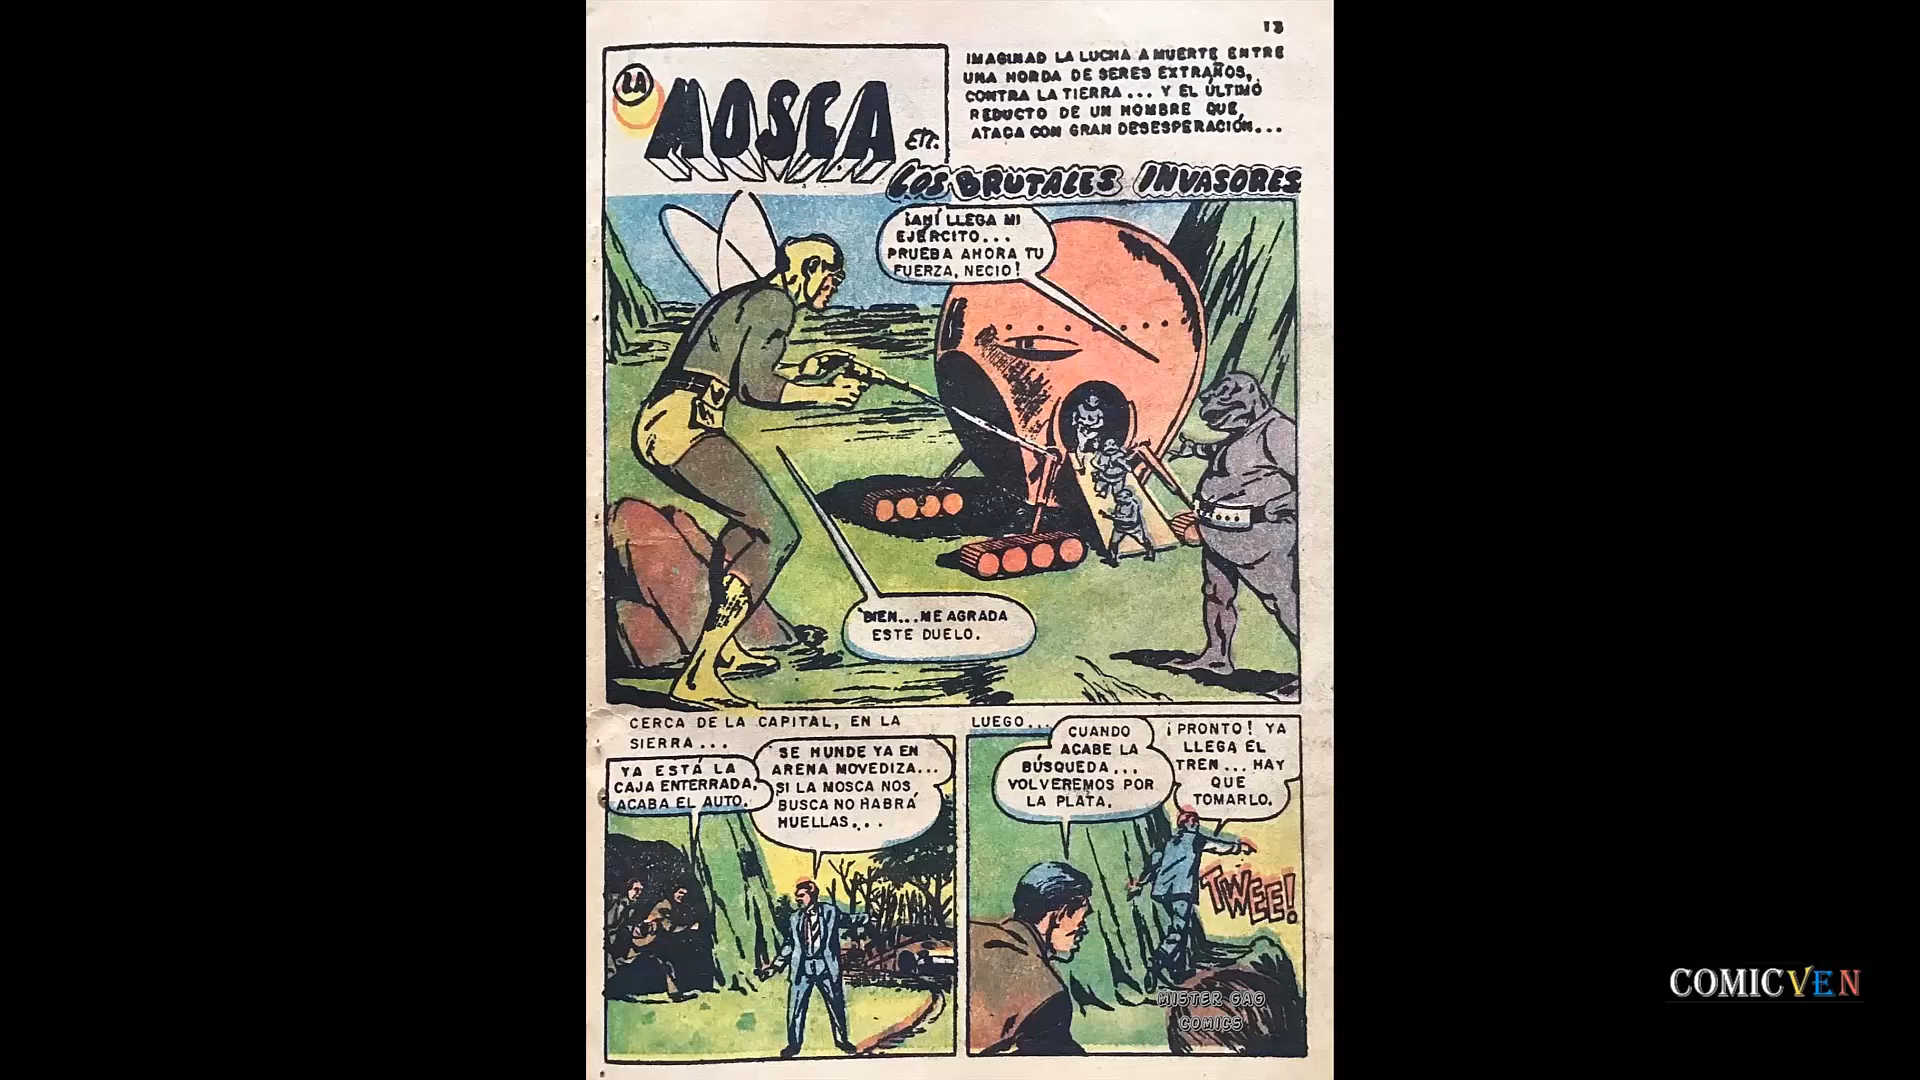 13
LA
MOSCA
EN:
LOS BRUTALES INVASORES
IMAGINAD LA LUCHA A MUERTE ENTRE
UNA HORDA DE SERES EXTRAÑOS,
CONTRA LA TIERRA... Y EL ÚLTIMO
REDUCTO DE UN HOMBRE QUE,
ATACA CON GRAN DESESPERACIÓN...
¡AHÍ LLEGA MI
EJÉRCITO...
PRUEBA AHORA TU
FUERZA, NECIO!
BIEN...ME AGRADA
ESTE DUELO.
CERCA DE LA CAPITAL, EN LA
SIERRA...
YA ESTÁ LA
CAJA ENTERRADA,
ACABA EL AUTO.
SE HUNDE YA EN
ARENA MOVEDIZA...
SI LA MOSCA NOS
BUSCA NO HABRÁ
HUELLAS...
LUEGO...
CUANDO
ACABE LA
BÚSQUEDA...
VOLVEREMOS POR
LA PLATA.
¡PRONTO! YA
LLEGA EL
TREN... HAY
QUE
TOMARLO.
TWEE!
MISTER GAG
COMICS
COMICVEN